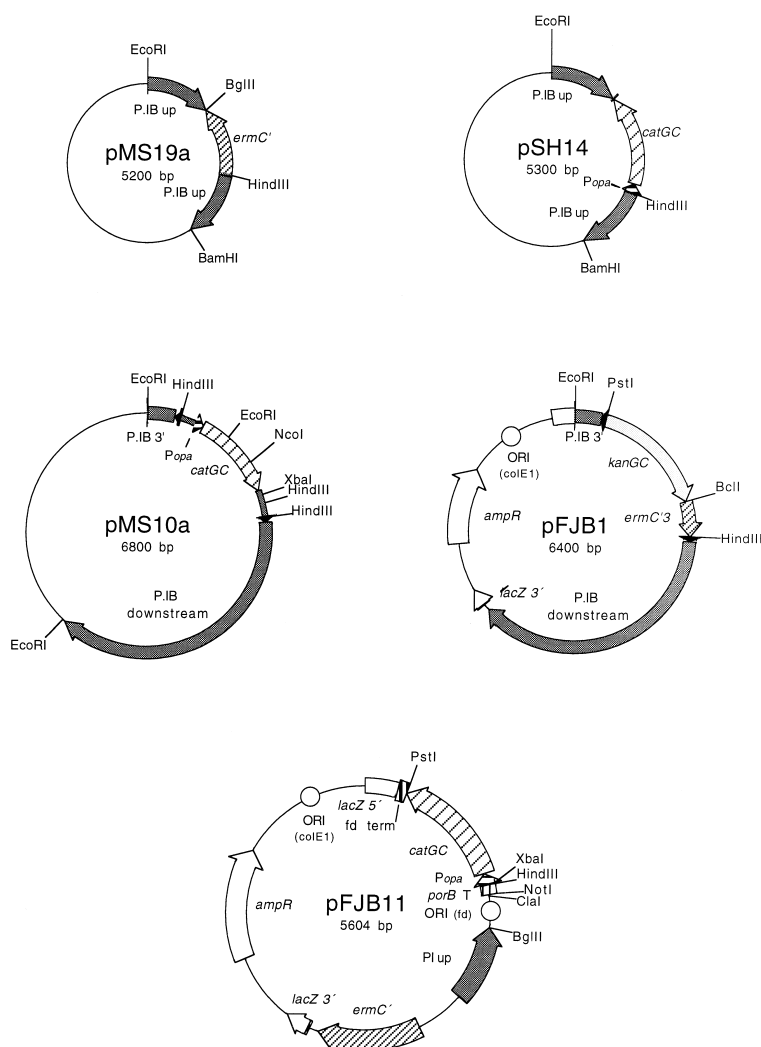 EcoRI
BglII
P.IB up
ermC'
pMS19a
5200 bp
P.IB up
HindIII
BamHI
EcoRI
P.IB up
catGC
pSH14
5300 bp
Popa
HindIII
P.IB up
BamHI
EcoRI
HindIII
P.IB 3'
EcoRI
Popa
NcoI
catGC
XbaI
HindIII
HindIII
pMS10a
6800 bp
P.IB
downstream
EcoRI
EcoRI
PstI
P.IB 3'
ORI
(colE1)
kanGC
BclI
ampR
ermC'3
pFJB1
6400 bp
HindIII
lacZ 3´
P.IB
downstream
PstI
lacZ 5´
ORI
(colE1)
fd term
catGC
XbaI
Popa
HindIII
porB T
NotI
ClaI
ampR
pFJB11
5604 bp
ORI (fd)
BglII
PI up
lacZ 3´
ermC´